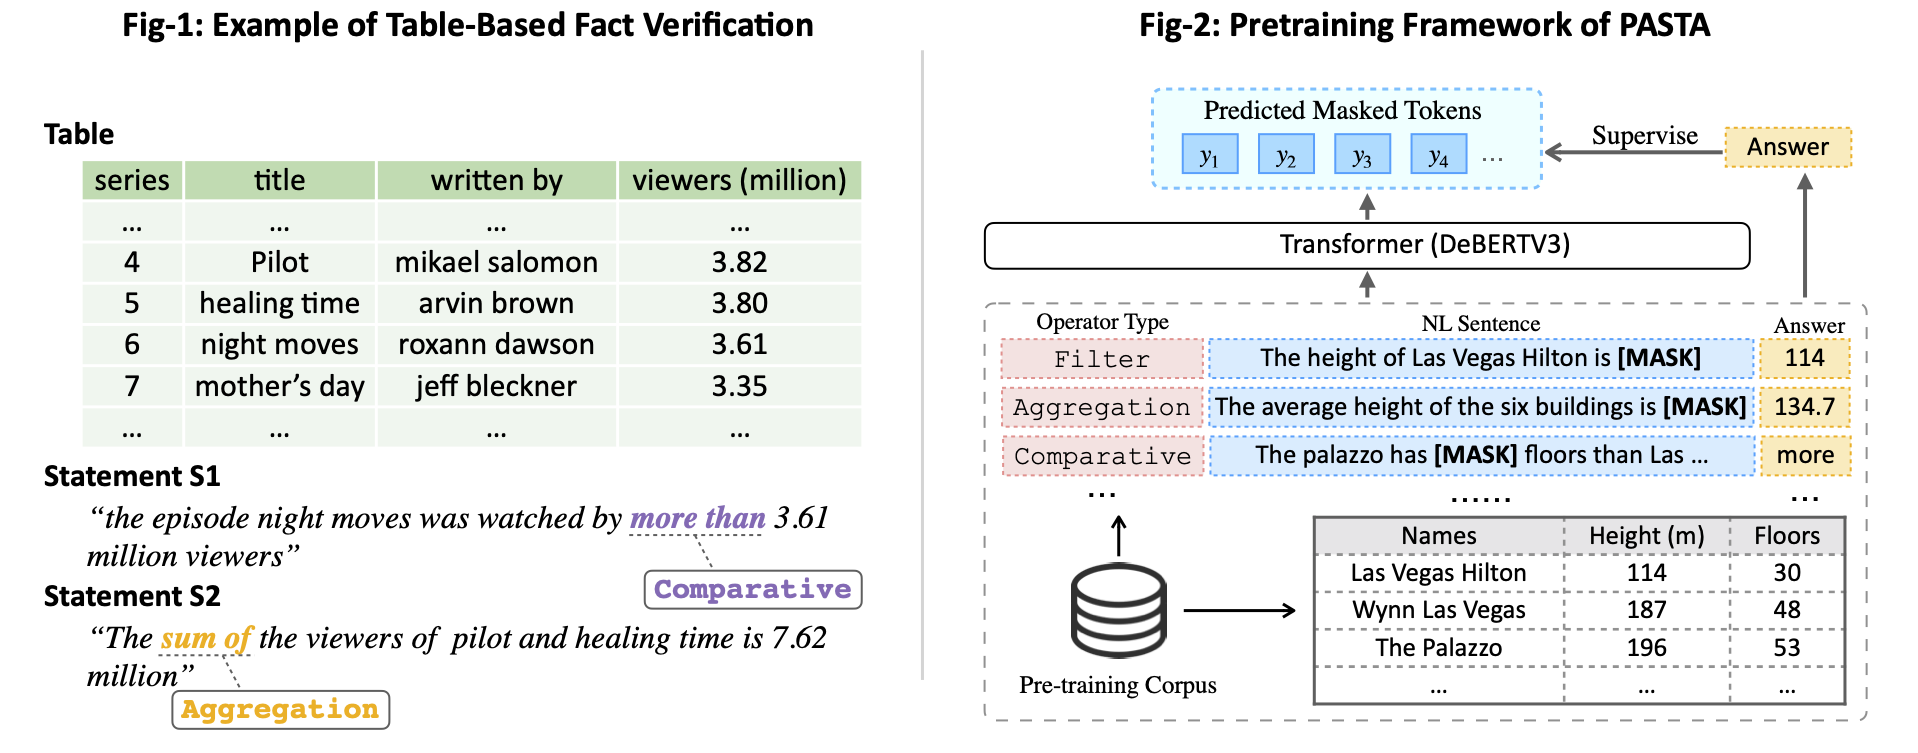 Fig-1: Example of Table-Based Fact Verification
Table
series title written by viewers (million)
... ... ... ...
4 Pilot mikael salomon 3.82
5 healing time arvin brown 3.80
6 night moves roxann dawson 3.61
7 mother's day jeff bleckner 3.35
... ... ... ...
Statement S1
“the episode night moves was watched by more than 3.61
million viewers”
Comparative
Statement S2
“The sum of the viewers of pilot and healing time is 7.62
million”
Aggregation
Fig-2: Pretraining Framework of PASTA
Predicted Masked Tokens
y1 y2 y3 y4 ...
Supervise
Answer
Transformer (DeBERTV3)
Operator Type NL Sentence Answer
Filter The height of Las Vegas Hilton is [MASK] 114
Aggregation The average height of the six buildings is [MASK] 134.7
Comparative The palazzo has [MASK] floors than Las ... more
... ...... ...
Pre-training Corpus
Names Height (m) Floors
Las Vegas Hilton 114 30
Wynn Las Vegas 187 48
The Palazzo 196 53
... ... ...